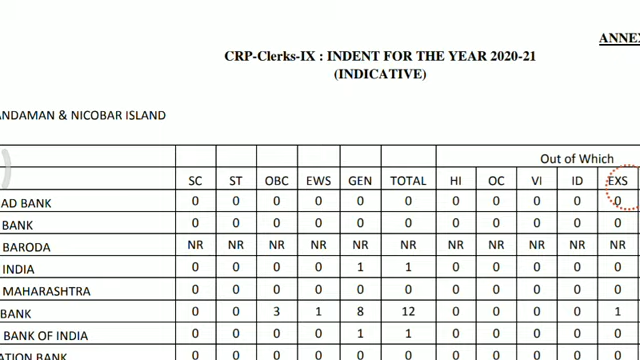 ANNEX
CRP-Clerks-IX : INDENT FOR THE YEAR 2020-21
(INDICATIVE)
NDAMAN & NICOBAR ISLAND
Out of Which
SC ST OBC EWS GEN TOTAL HI OC VI ID EXS
AD BANK 0 0 0 0 0 0 0 0 0 0 0
BANK 0 0 0 0 0 0 0 0 0 0 0
BARODA NR NR NR NR NR NR NR NR NR NR NR
INDIA 0 0 0 0 1 1 0 0 0 0 0
MAHARASHTRA 0 0 0 0 0 0 0 0 0 0 0
BANK 0 0 3 1 8 12 0 0 0 0 1
BANK OF INDIA 0 0 0 0 1 1 0 0 0 0 0
ATION BANK 0 0 0 0 0 0 0 0 0 0 0